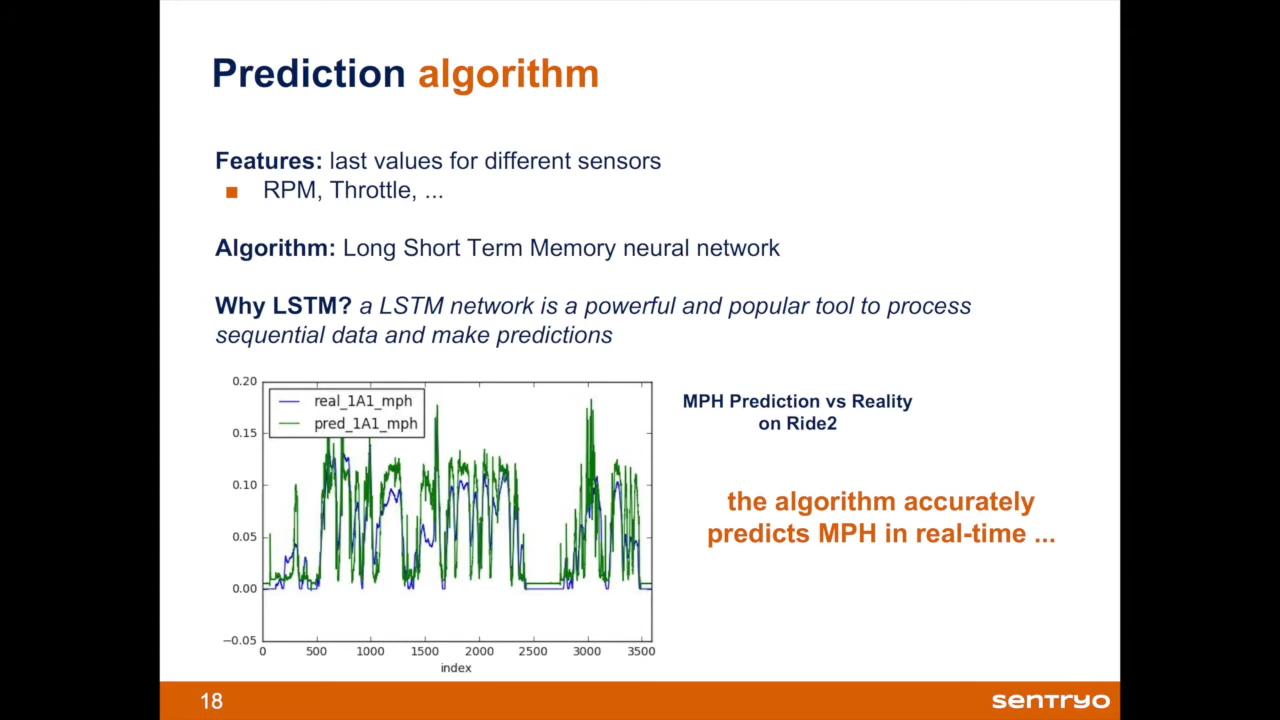 Prediction algorithm
Features: last values for different sensors
RPM, Throttle, ...
Algorithm: Long Short Term Memory neural network
Why LSTM? a LSTM network is a powerful and popular tool to process
sequential data and make predictions
0.20
0.15
0.10
0.05
0.00
−0.05
real_1A1_mph
pred_1A1_mph
0 500 1000 1500 2000 2500 3000 3500
index
MPH Prediction vs Reality
on Ride2
the algorithm accurately
predicts MPH in real-time ...
18
sentryo